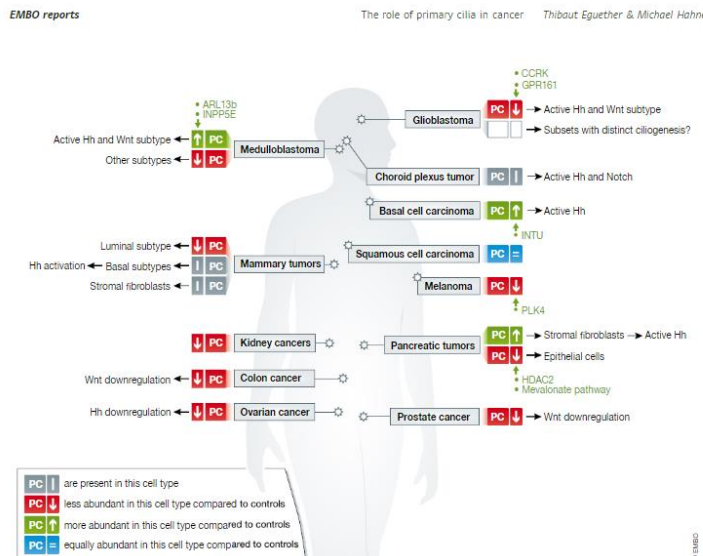 EMBO reports
The role of primary cilia in cancer Thibaut Eguether & Michael Hahne
• CCRK
• GPR161
• ARL13b
• INPP5E
Glioblastoma PC ↓ Active Hh and Wnt subtype
Subsets with distinct ciliogenesis?
Active Hh and Wnt subtype ↑ PC Medulloblastoma
Other subtypes ↓ PC
Choroid plexus tumor PC | Active Hh and Notch
Basal cell carcinoma PC ↑ Active Hh
INTU
Luminal subtype ↓ PC
Hh activation Basal subtypes | PC Mammary tumors
Stromal fibroblasts | PC
Squamous cell carcinoma PC =
Melanoma PC ↓
PLK4
Kidney cancers ↓ PC
Pancreatic tumors PC ↑ Stromal fibroblasts Active Hh
PC ↓ Epithelial cells
• HDAC2
• Mevalonate pathway
Wnt downregulation ↓ PC Colon cancer
Hh downregulation ↓ PC Ovarian cancer
Prostate cancer PC ↓ Wnt downregulation
PC | are present in this cell type
PC ↓ less abundant in this cell type compared to controls
PC ↑ more abundant in this cell type compared to controls
PC = equally abundant in this cell type compared to controls
EMBO